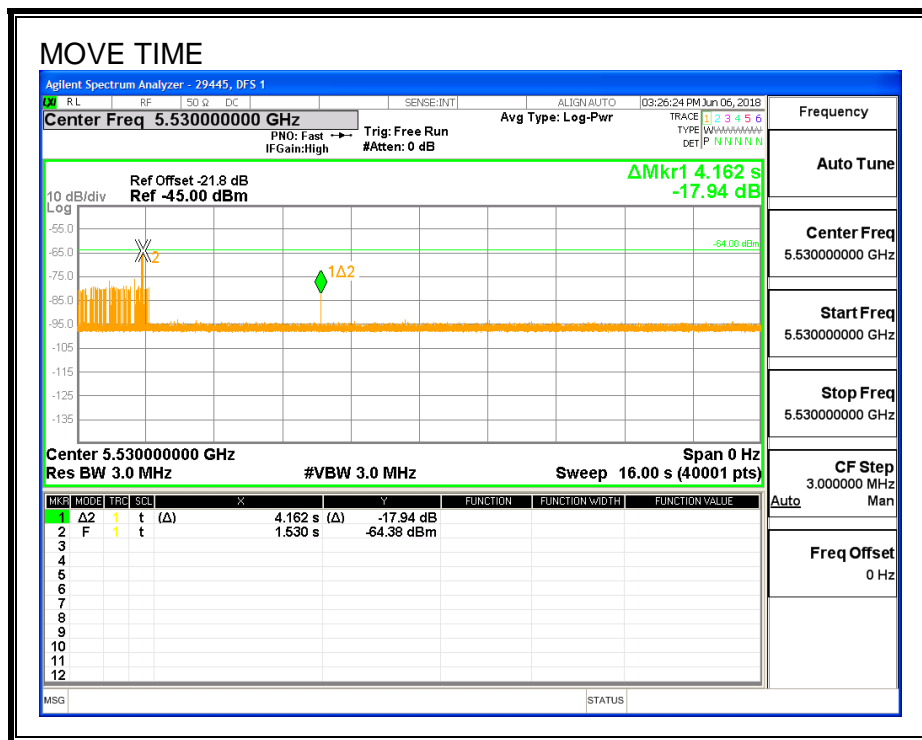 MOVE TIME
Agilent Spectrum Analyzer - 29445, DFS 1
LXI RL RF 50 Ω DC SENSE:INT ALIGN AUTO 03:26:24 PM Jun 06, 2018
Center Freq 5.530000000 GHz
PNO: Fast
IFGain:High
Trig: Free Run
#Atten: 0 dB
Avg Type: Log-Pwr
TRACE 1 2 3 4 5 6
TYPE W
DET P N N N N N
ΔMkr1 4.162 s
-17.94 dB
Ref Offset -21.8 dB
10 dB/div Ref -45.00 dBm
Log
-55.0
-65.0
-75.0
-85.0
-95.0
-105
-115
-125
-135
-64.00 dBm
2
1Δ2
Center 5.530000000 GHz Span 0 Hz
Res BW 3.0 MHz #VBW 3.0 MHz Sweep 16.00 s (40001 pts)
MKR MODE TRC SCL X Y FUNCTION FUNCTION WIDTH FUNCTION VALUE
1 Δ2 1 t (Δ) 4.162 s (Δ) -17.94 dB
2 F 1 t 1.530 s -64.38 dBm
3
4
5
6
7
8
9
10
11
12
MSG STATUS
Frequency
Auto Tune
Center Freq
5.530000000 GHz
Start Freq
5.530000000 GHz
Stop Freq
5.530000000 GHz
CF Step
3.000000 MHz
Auto Man
Freq Offset
0 Hz